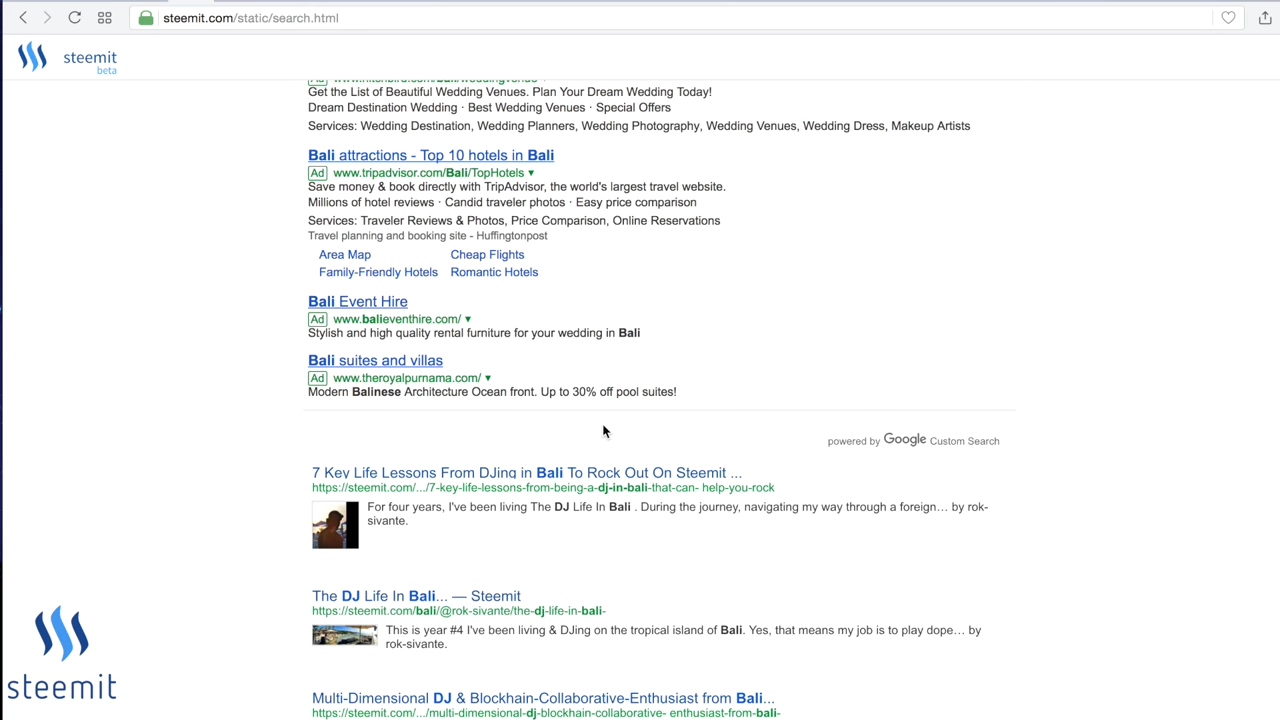 steemit.com/static/search.html
steemit
beta
Ad
Get the List of Beautiful Wedding Venues. Plan Your Dream Wedding Today!
Dream Destination Wedding · Best Wedding Venues · Special Offers
Services: Wedding Destination, Wedding Planners, Wedding Photography, Wedding Venues, Wedding Dress, Makeup Artists
Bali attractions - Top 10 hotels in Bali
Ad www.tripadvisor.com/Bali/TopHotels ▼
Save money & book directly with TripAdvisor, the world's largest travel website.
Millions of hotel reviews · Candid traveler photos · Easy price comparison
Services: Traveler Reviews & Photos, Price Comparison, Online Reservations
Travel planning and booking site - Huffingtonpost
Area Map Cheap Flights
Family-Friendly Hotels Romantic Hotels
Bali Event Hire
Ad www.balieventhire.com/ ▼
Stylish and high quality rental furniture for your wedding in Bali
Bali suites and villas
Ad www.theroyalpurnama.com/ ▼
Modern Balinese Architecture Ocean front. Up to 30% off pool suites!
powered by Google Custom Search
7 Key Life Lessons From DJing in Bali To Rock Out On Steemit ...
https://steemit.com/.../7-key-life-lessons-from-being-a-dj-in-bali-that-can- help-you-rock
For four years, I've been living The DJ Life In Bali . During the journey, navigating my way through a foreign… by rok-
sivante.
The DJ Life In Bali... — Steemit
https://steemit.com/bali/@rok-sivante/the-dj-life-in-bali-
This is year #4 I've been living & DJing on the tropical island of Bali. Yes, that means my job is to play dope… by
rok-sivante.
steemit
Multi-Dimensional DJ & Blockhain-Collaborative-Enthusiast from Bali...
https://steemit.com/.../multi-dimensional-dj-blockchain-collaborative- enthusiast-from-bali-